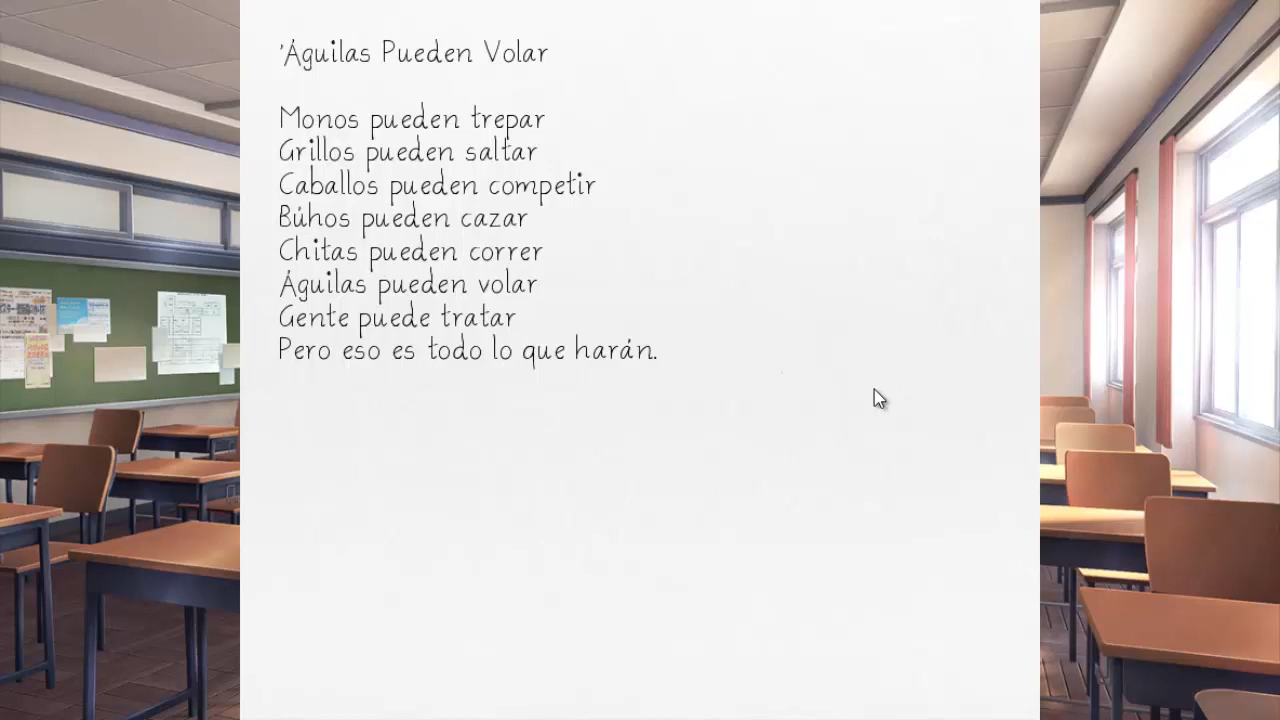 'Águilas Pueden Volar
Monos pueden trepar
Grillos pueden saltar
Caballos pueden competir
Búhos pueden cazar
Chitas pueden correr
Águilas pueden volar
Gente puede tratar
Pero eso es todo lo que harán.